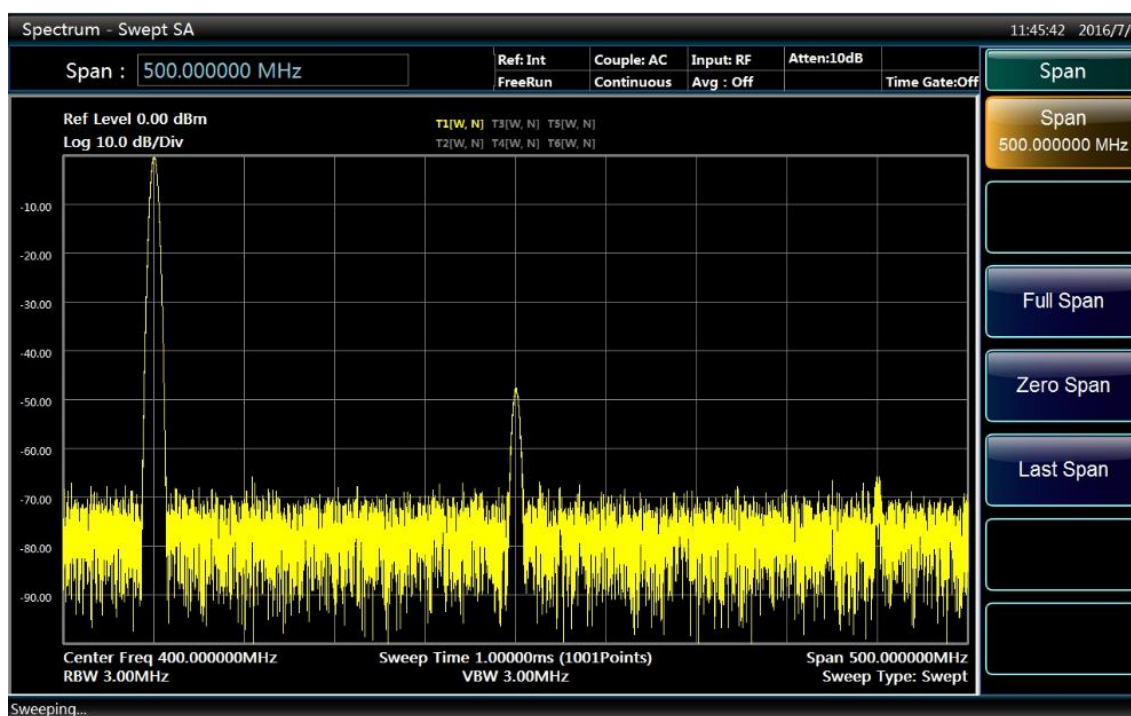 Spectrum - Swept SA
11:45:42 2016/7/
Span : 500.000000 MHz
Ref: Int Couple: AC Input: RF Atten:10dB
FreeRun Continuous Avg : Off Time Gate:Off
Span
Span
500.000000 MHz
Full Span
Zero Span
Last Span
Ref Level 0.00 dBm
Log 10.0 dB/Div
T1[W, N] T3[W, N] T5[W, N]
T2[W, N] T4[W, N] T6[W, N]
-10.00
-20.00
-30.00
-40.00
-50.00
-60.00
-70.00
-80.00
-90.00
Center Freq 400.000000MHz Sweep Time 1.00000ms (1001Points) Span 500.000000MHz
RBW 3.00MHz VBW 3.00MHz Sweep Type: Swept
Sweeping...